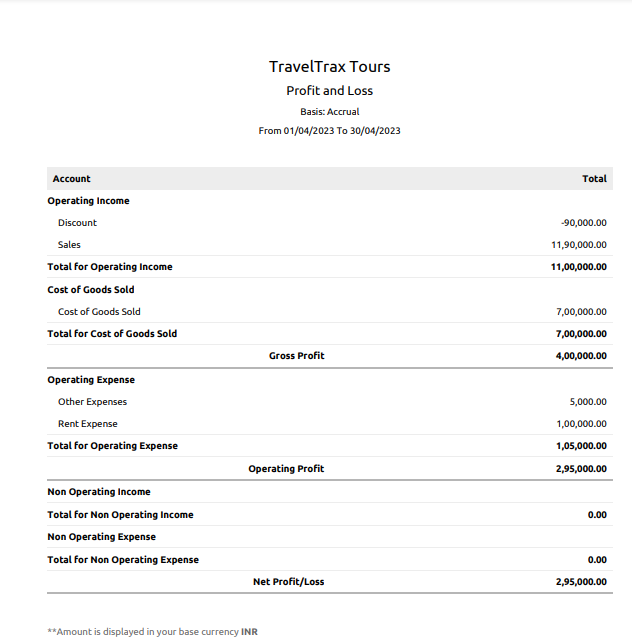 TravelTrax Tours
Profit and Loss
Basis: Accrual
From 01/04/2023 To 30/04/2023
Account Total
Operating Income
Discount -90,000.00
Sales 11,90,000.00
Total for Operating Income 11,00,000.00
Cost of Goods Sold
Cost of Goods Sold 7,00,000.00
Total for Cost of Goods Sold 7,00,000.00
Gross Profit 4,00,000.00
Operating Expense
Other Expenses 5,000.00
Rent Expense 1,00,000.00
Total for Operating Expense 1,05,000.00
Operating Profit 2,95,000.00
Non Operating Income
Total for Non Operating Income 0.00
Non Operating Expense
Total for Non Operating Expense 0.00
Net Profit/Loss 2,95,000.00
**Amount is displayed in your base currency INR